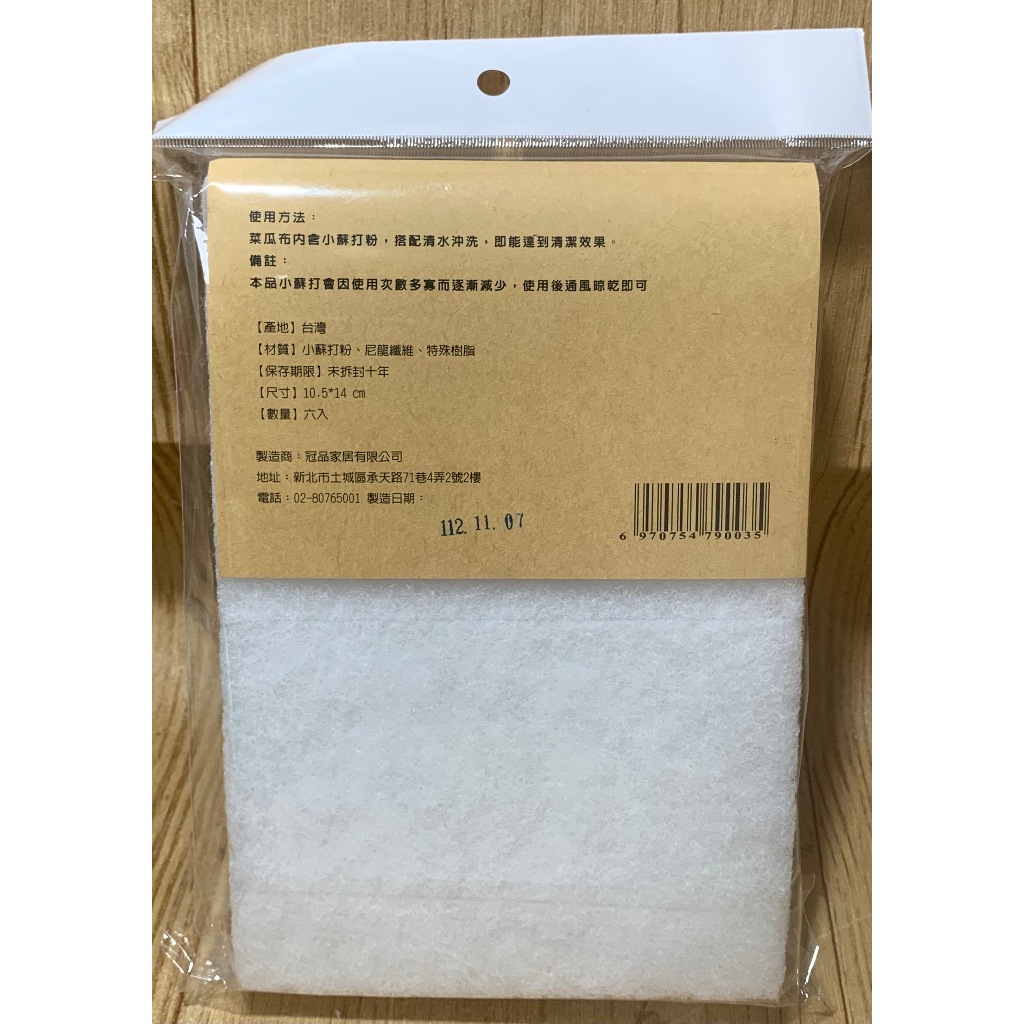 使用方法：
菜瓜布内含小蘇打粉，搭配清水沖洗，即能達到清潔效果。
備註：
本品小蘇打會因使用次數多寡而逐漸減少，使用後通風晾乾即可
【產地】台灣
【材質】小蘇打粉、尼龍纖維、特殊樹脂
【保存期限】未拆封十年
【尺寸】10.5*14 cm
【數量】六入
製造商：冠品家居有限公司
地址：新北市土城區承天路71巷4弄2號2樓
電話：02-80765001 製造日期：
112. 11. 07
6 970754 790035